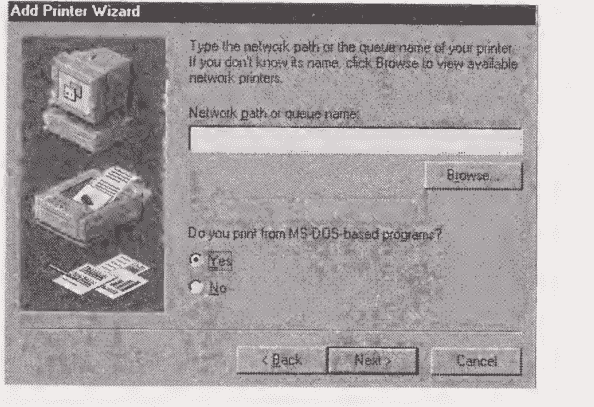 Add Printer Wizard
Type the network path or the queue name of your printer.
If you don't know its name, click Browse to view available
network printers.
Network path or queue name:
Browse...
Do you print from MS-DOS-based programs?
Yes
No
< Back
Next >
Cancel